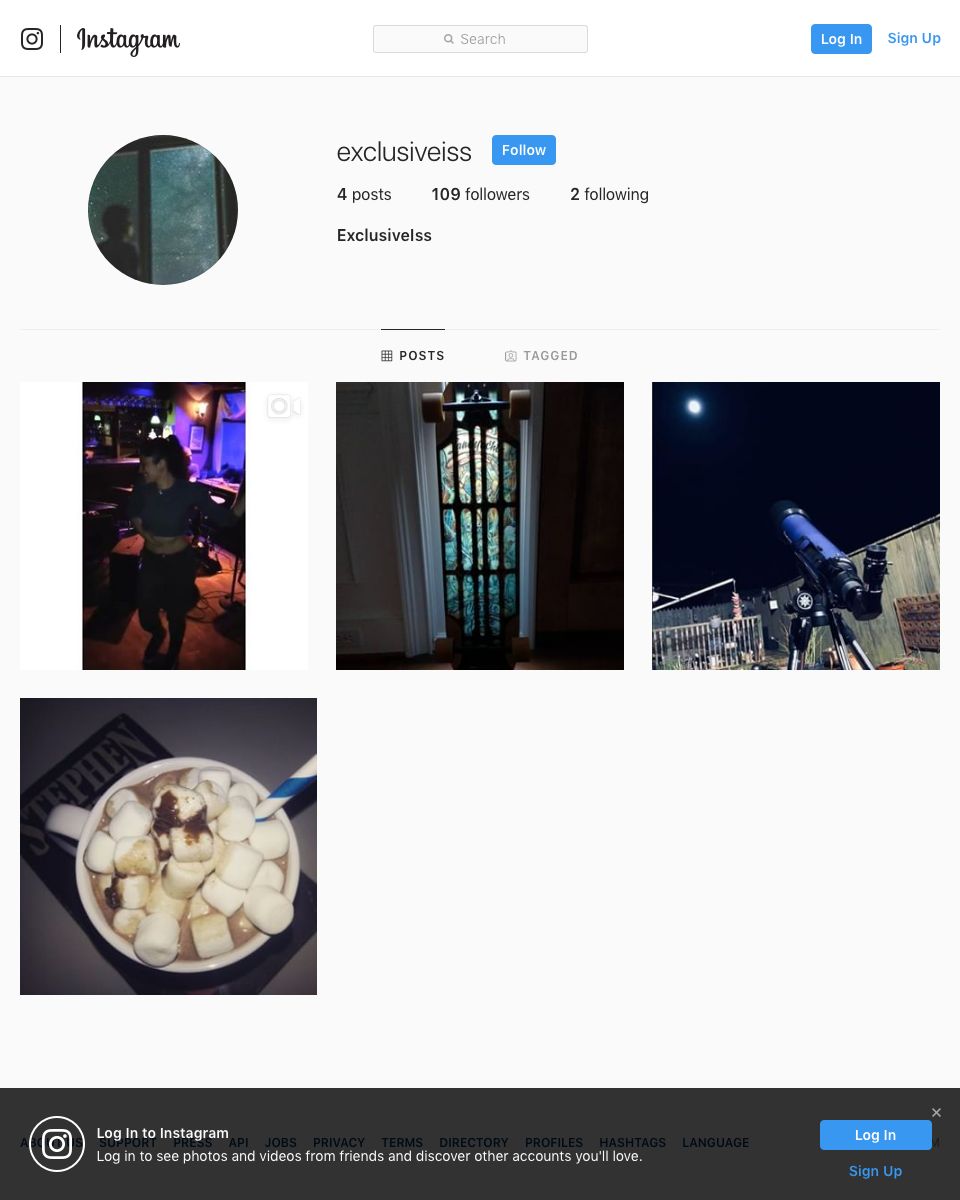 Instagram
Search
Log In
Sign Up
exclusiveiss
Follow
4 posts 109 followers 2 following
ExclusiveIss
POSTS
TAGGED
STEPHEN
Log In to Instagram
SUPPORT PRESS API JOBS PRIVACY TERMS DIRECTORY PROFILES HASHTAGS LANGUAGE
Log in to see photos and videos from friends and discover other accounts you'll love.
Log In
Sign Up